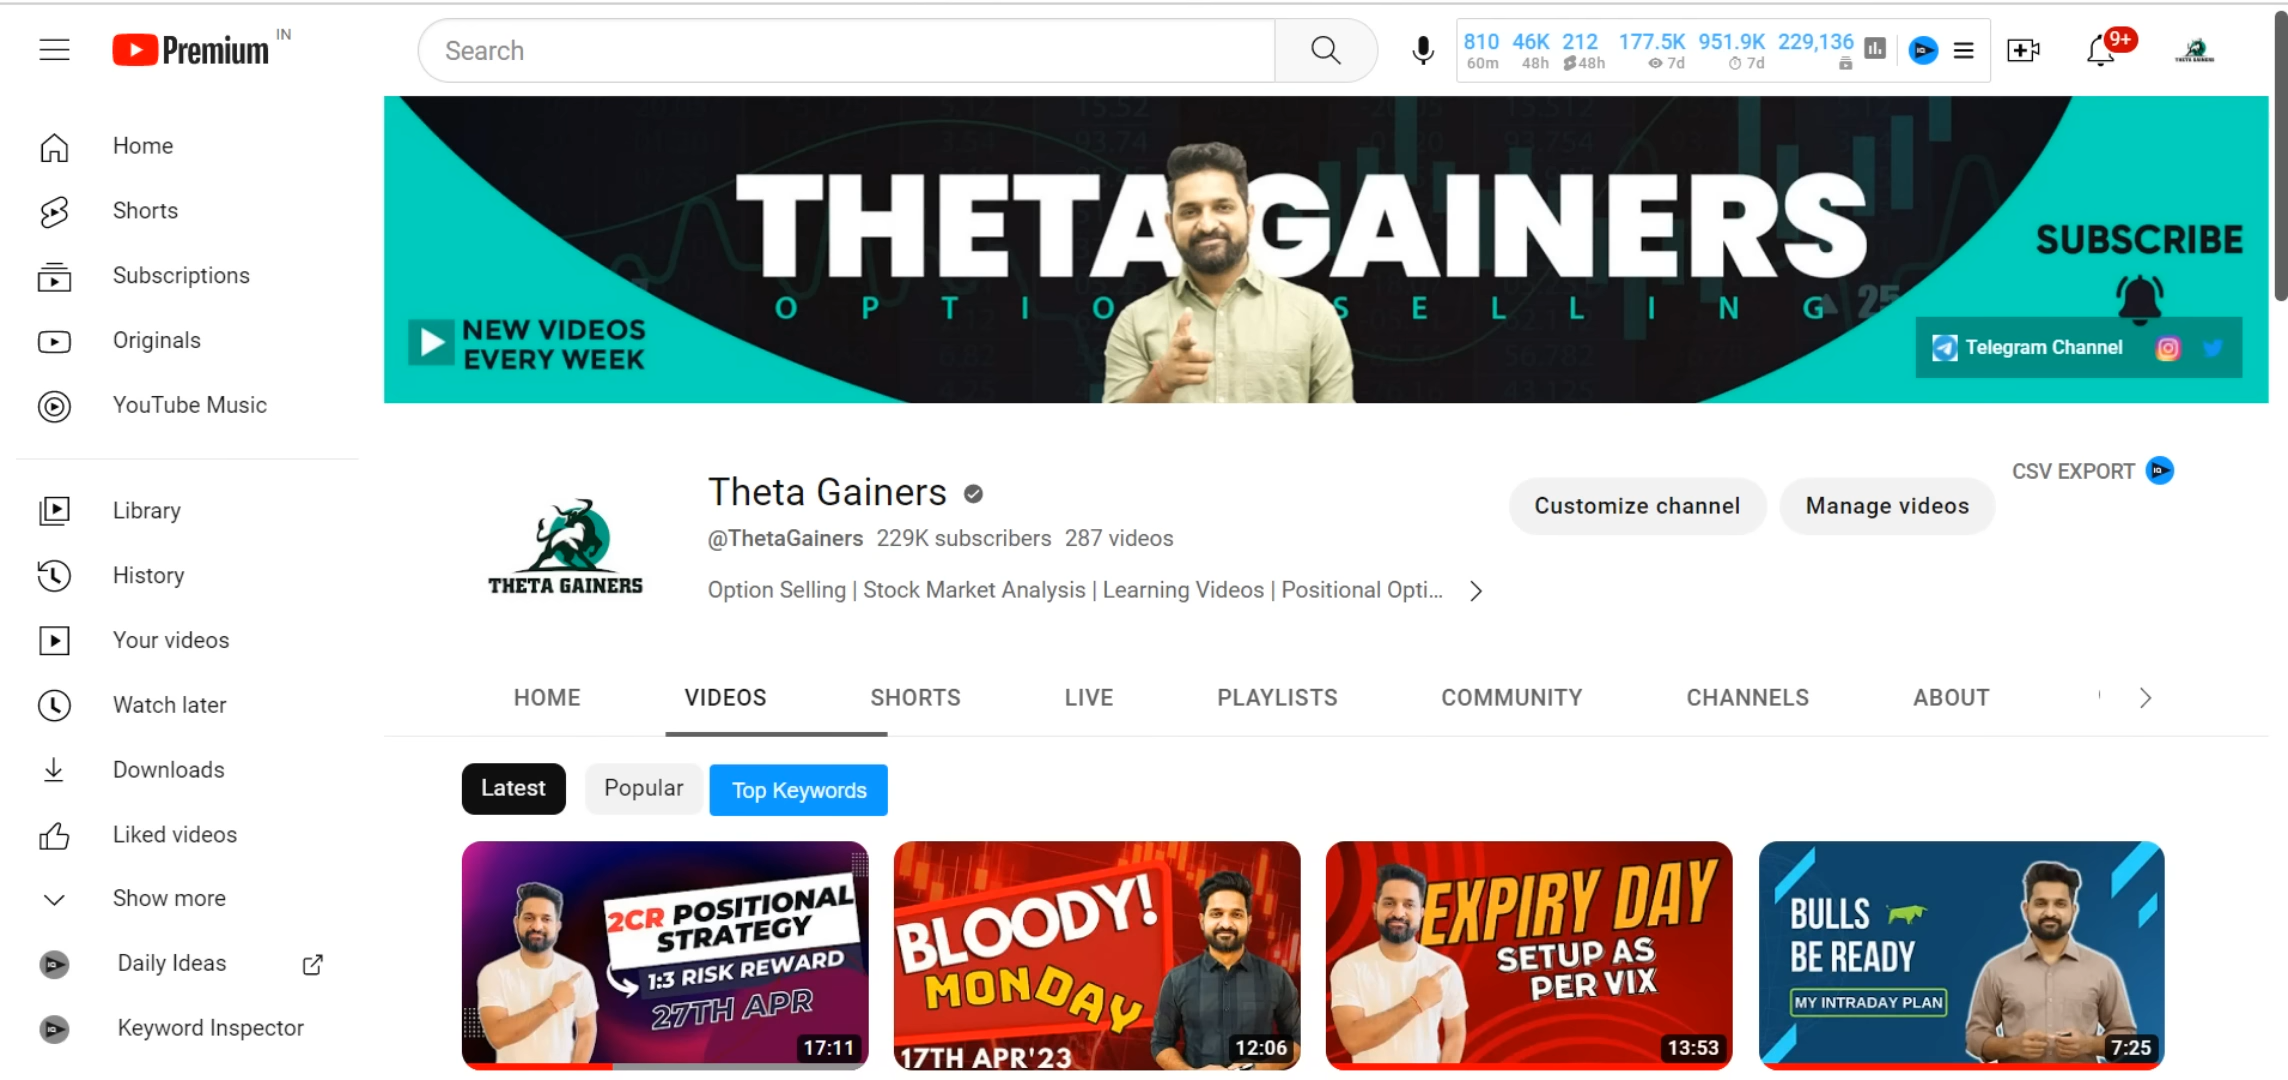 Premium IN
Search
810 46K 212 177.5K 951.9K 229,136
60m 48h 48h 7d 7d
9+
Home
Shorts
Subscriptions
Originals
YouTube Music
Library
History
Your videos
Watch later
Downloads
Liked videos
Show more
Daily Ideas
Keyword Inspector
THETA GAINERS
OPTIO SELLING
NEW VIDEOS
EVERY WEEK
SUBSCRIBE
Telegram Channel
THETA GAINERS
Theta Gainers
@ThetaGainers 229K subscribers 287 videos
Option Selling | Stock Market Analysis | Learning Videos | Positional Opti...
Customize channel
Manage videos
CSV EXPORT
HOME VIDEOS SHORTS LIVE PLAYLISTS COMMUNITY CHANNELS ABOUT
Latest Popular Top Keywords
2CR POSITIONAL
STRATEGY
1:3 RISK REWARD
27TH APR
17:11
BLOODY!
MONDAY
17TH APR'23
12:06
EXPIRY DAY
SETUP AS
PER VIX
13:53
BULLS
BE READY
MY INTRADAY PLAN
7:25